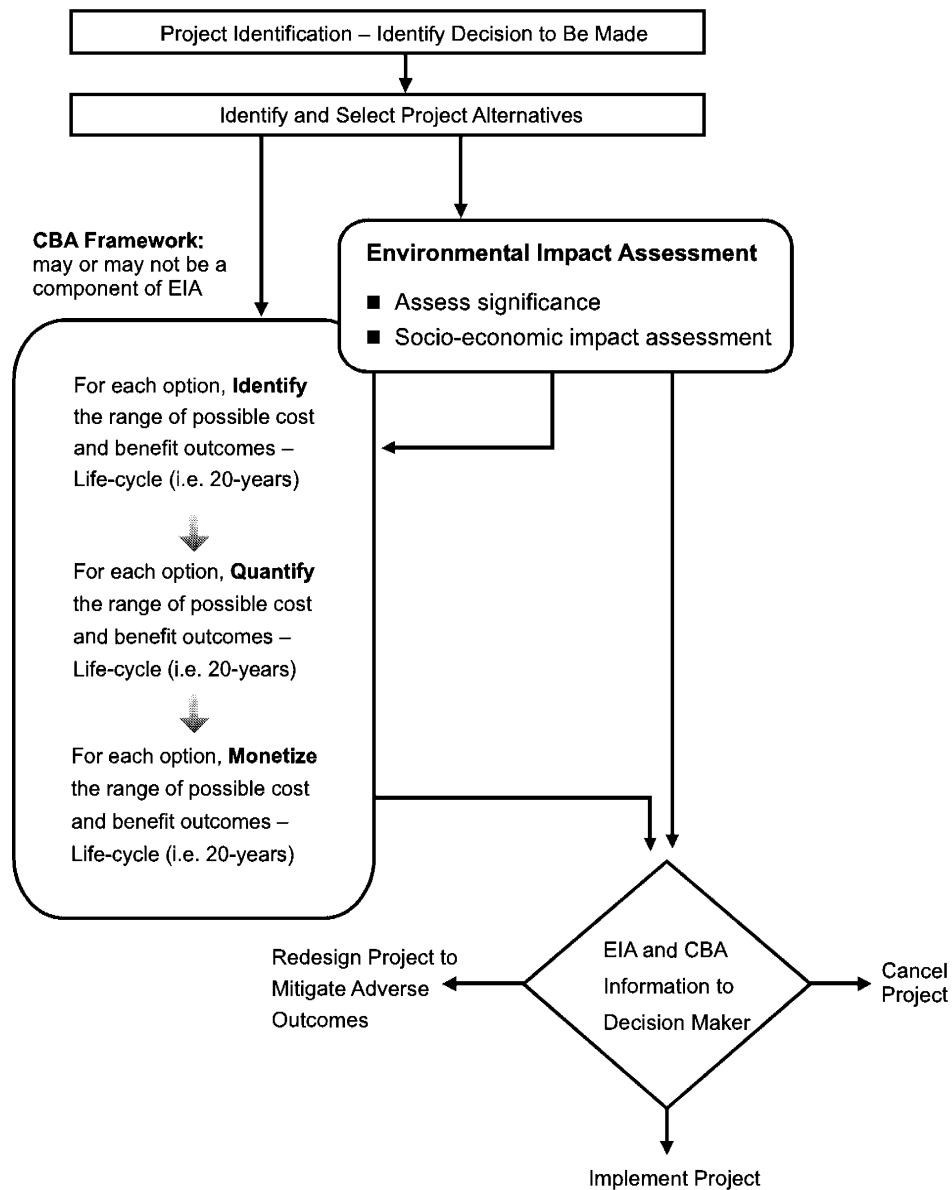 Project Identification – Identify Decision to Be Made
Identify and Select Project Alternatives
CBA Framework:
may or may not be a
component of EIA
Environmental Impact Assessment
■ Assess significance
■ Socio-economic impact assessment
For each option, Identify
the range of possible cost
and benefit outcomes –
Life-cycle (i.e. 20-years)
For each option, Quantify
the range of possible cost
and benefit outcomes –
Life-cycle (i.e. 20-years)
For each option, Monetize
the range of possible cost
and benefit outcomes –
Life-cycle (i.e. 20-years)
Redesign Project to
Mitigate Adverse
Outcomes
EIA and CBA
Information to
Decision Maker
Cancel
Project
Implement Project